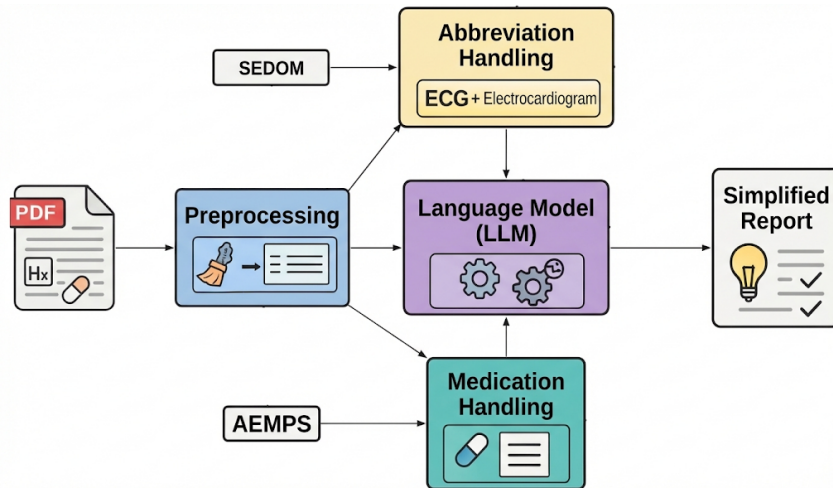 Abbreviation
Handling
SEDOM
ECG + Electrocardiogram
PDF
Hx
Preprocessing
Language Model
(LLM)
Simplified
Report
Medication
Handling
AEMPS